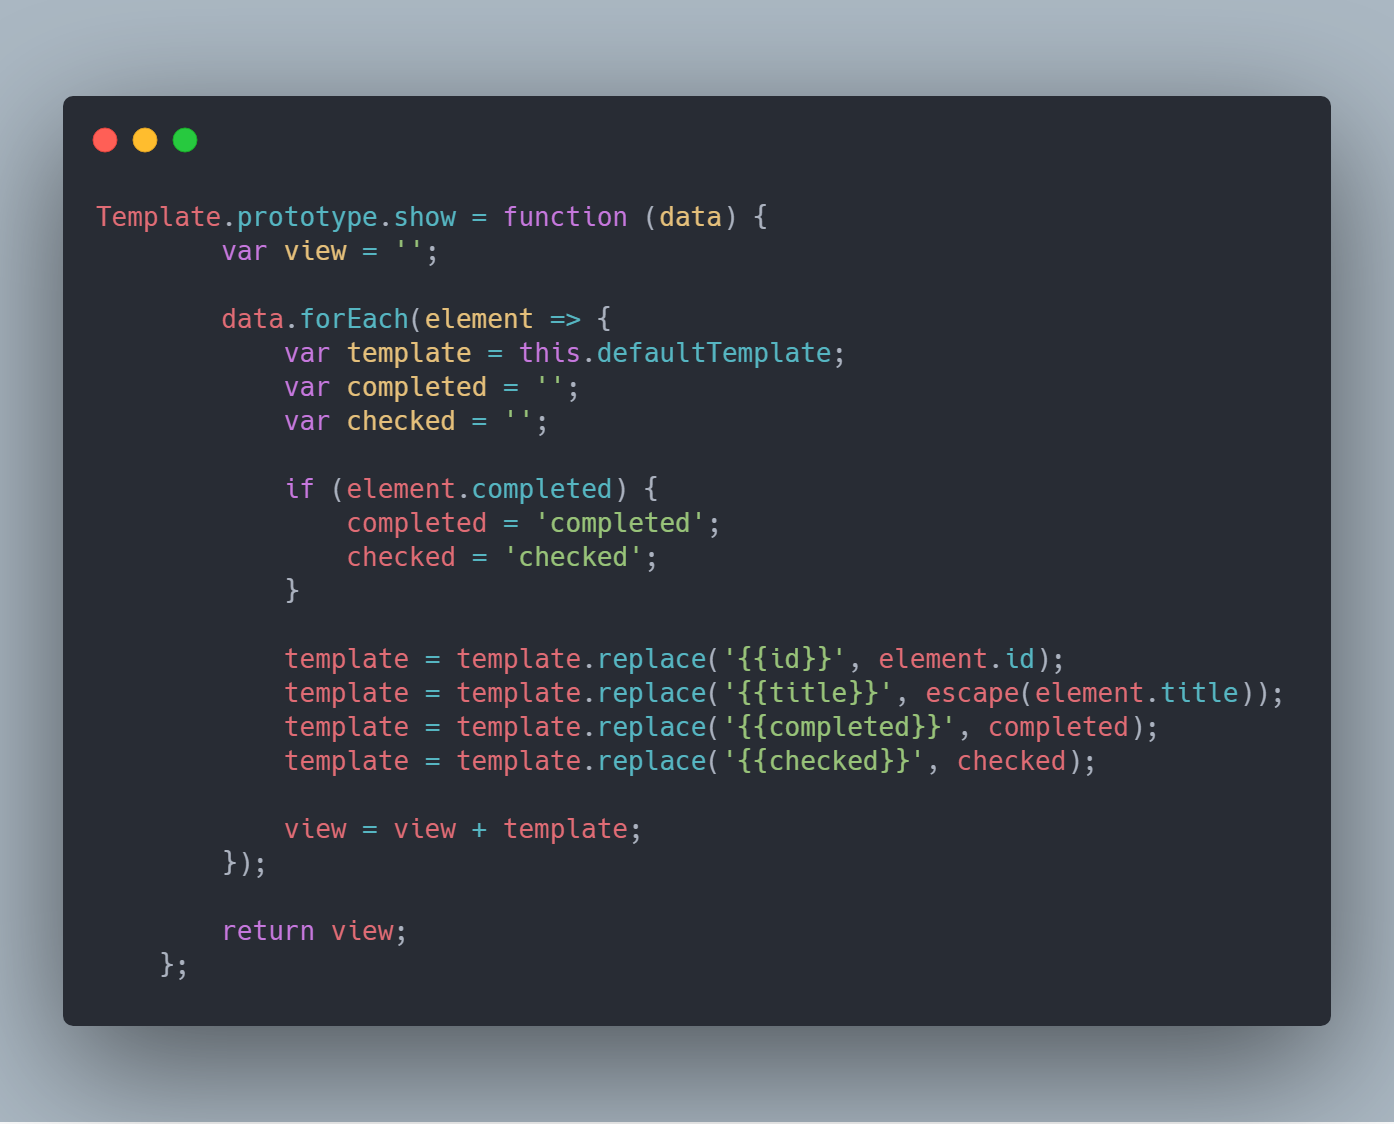 Template.prototype.show = function (data) {
        var view = '';

        data.forEach(element => {
            var template = this.defaultTemplate;
            var completed = '';
            var checked = '';

            if (element.completed) {
                completed = 'completed';
                checked = 'checked';
            }

            template = template.replace('{{id}}', element.id);
            template = template.replace('{{title}}', escape(element.title));
            template = template.replace('{{completed}}', completed);
            template = template.replace('{{checked}}', checked);

            view = view + template;
        });

        return view;
    };